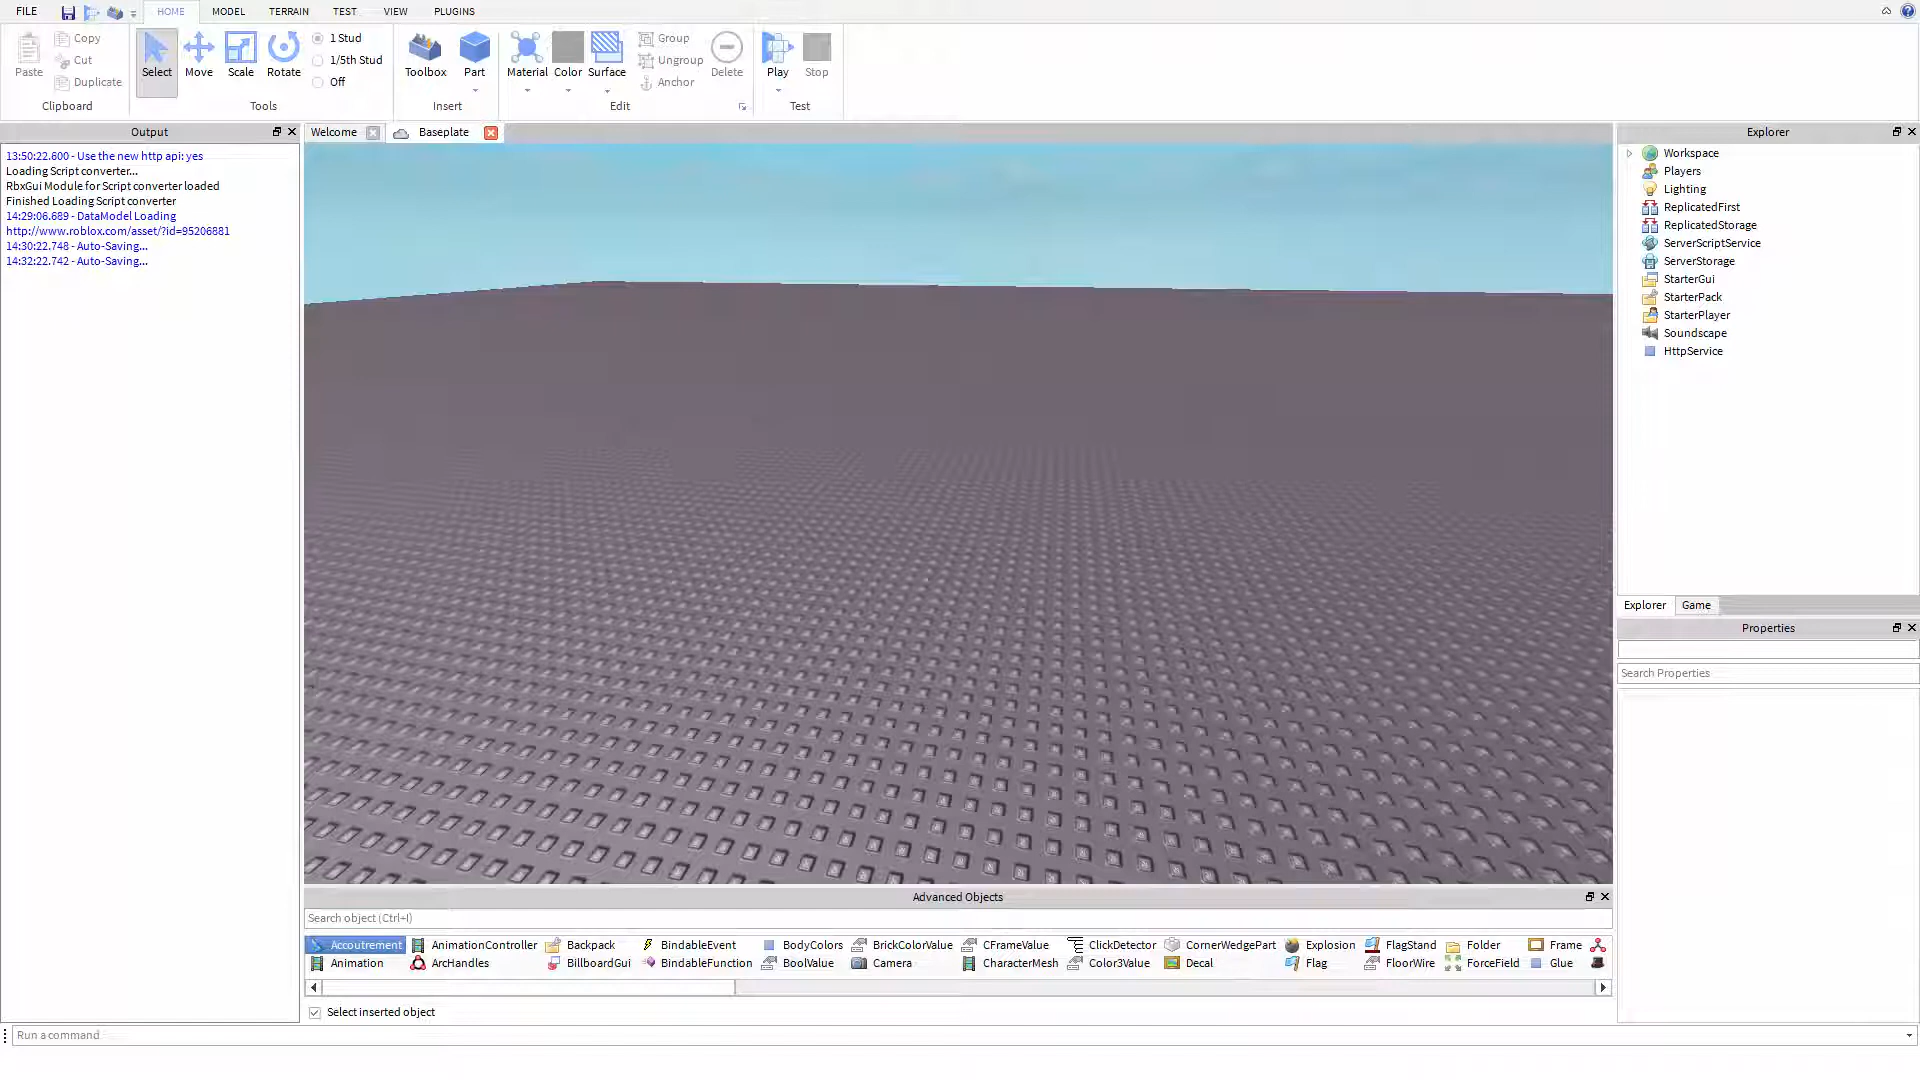 FILE
HOME
MODEL
TERRAIN
TEST
VIEW
PLUGINS
Paste
Copy
Cut
Duplicate
Clipboard
Select
Move
Scale
Rotate
1 Stud
1/5th Stud
Off
Tools
Toolbox
Part
Insert
Material
Color
Surface
Group
Ungroup
Anchor
Delete
Edit
Play
Stop
Test
Output
13:50:22.600 - Use the new http api: yes
Loading Script converter...
RbxGui Module for Script converter loaded
Finished Loading Script converter
14:29:06.689 - DataModel Loading
http://www.roblox.com/asset/?id=95206881
14:30:22.748 - Auto-Saving...
14:32:22.742 - Auto-Saving...
Welcome
Baseplate
Explorer
Workspace
Players
Lighting
ReplicatedFirst
ReplicatedStorage
ServerScriptService
ServerStorage
StarterGui
StarterPack
StarterPlayer
Soundscape
HttpService
Explorer
Game
Properties
Search Properties
Advanced Objects
Search object (Ctrl+I)
Accoutrement AnimationController Backpack BindableEvent BodyColors BrickColorValue CFrameValue ClickDetector CornerWedgePart Explosion FlagStand Folder Frame
Animation ArcHandles BillboardGui BindableFunction BoolValue Camera CharacterMesh Color3Value Decal Flag FloorWire ForceField Glue
Select inserted object
Run a command